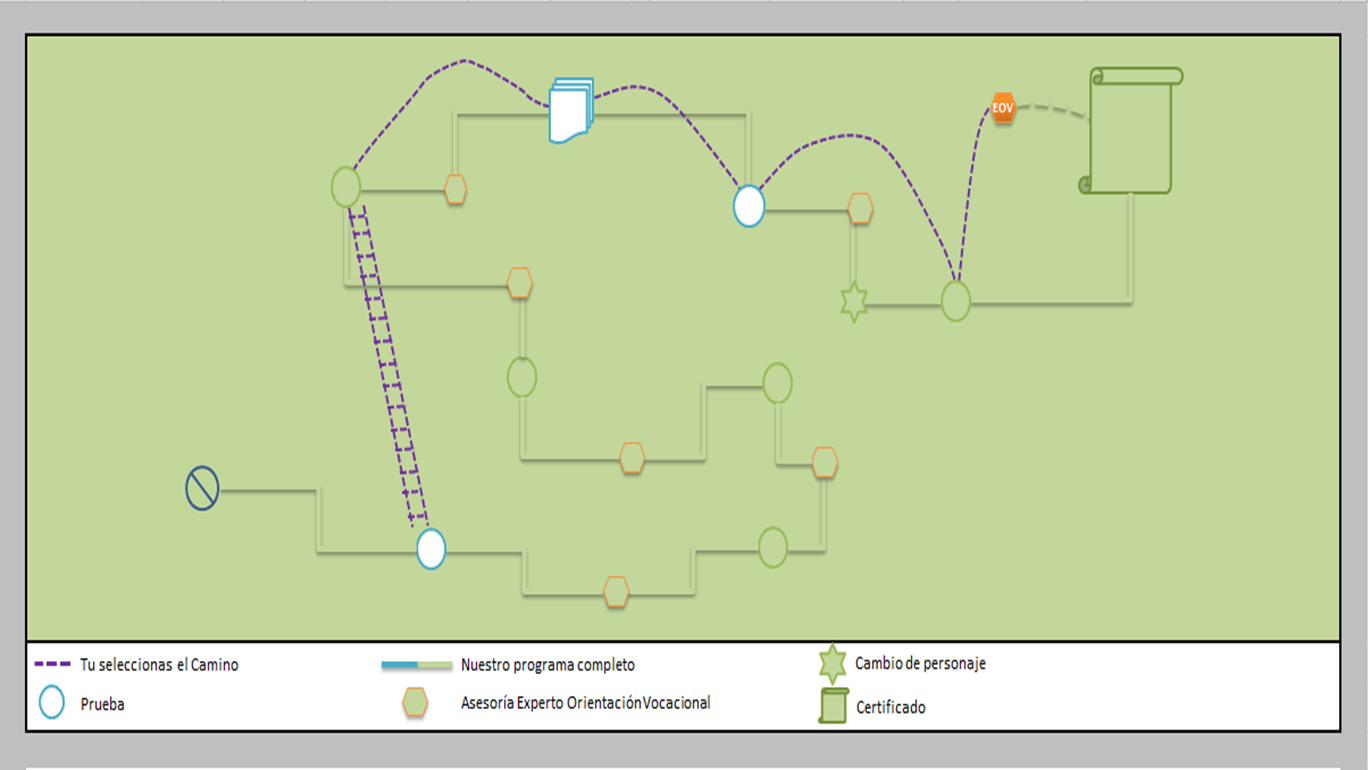 EOV
Tu seleccionas el Camino
Nuestro programa completo
Cambio de personaje
Prueba
Asesoría Experto Orientación Vocacional
Certificado